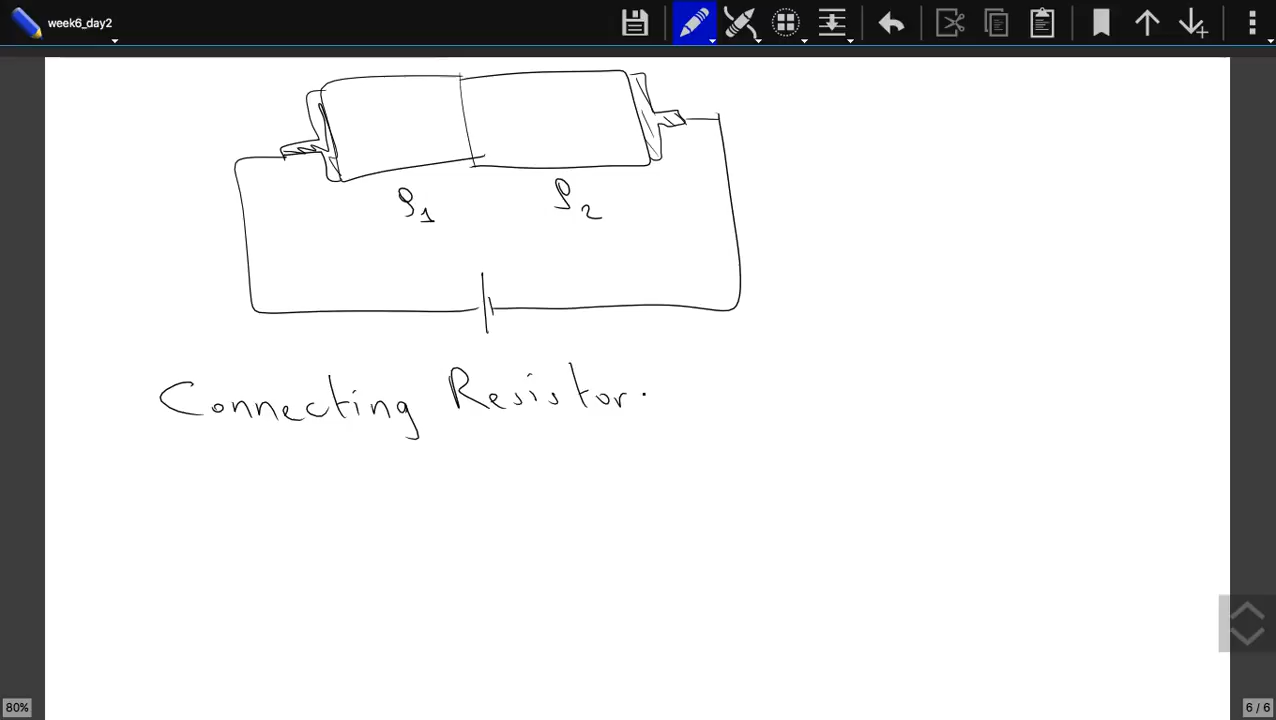 week6_day2
ρ1 ρ2
Connecting Resistor.
80%
6 / 6